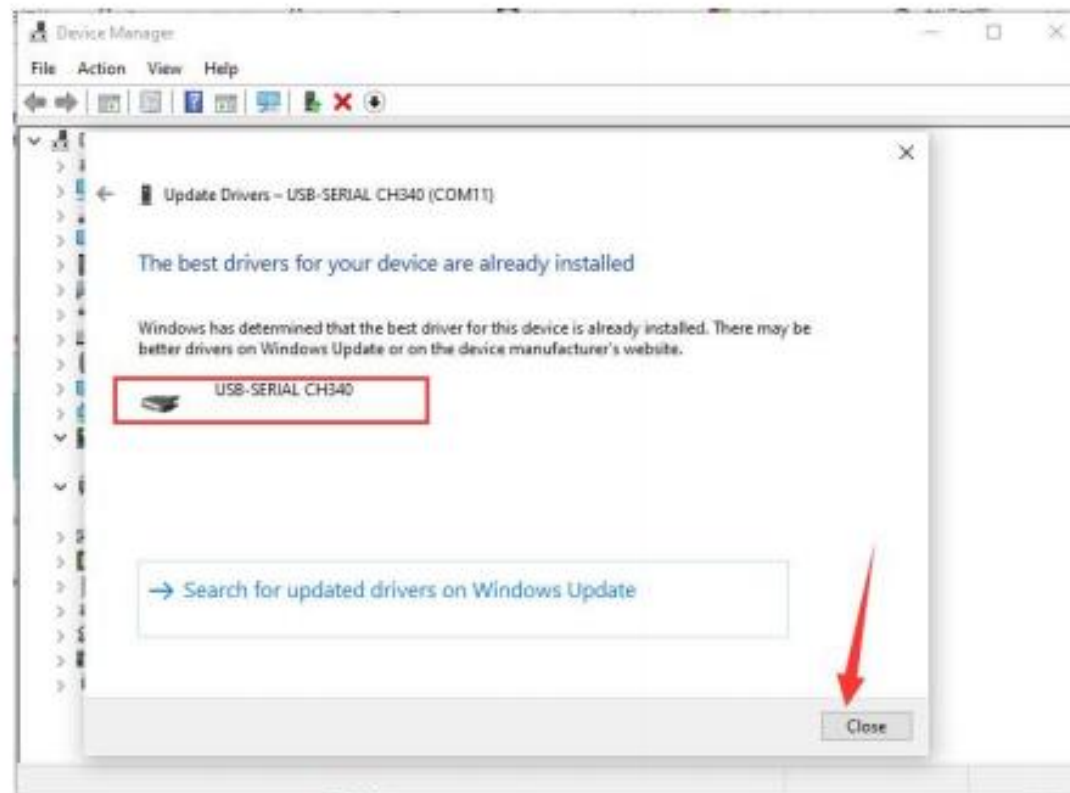 Device Manager
File Action View Help
Update Drivers – USB-SERIAL CH340 (COM11)
The best drivers for your device are already installed
Windows has determined that the best driver for this device is already installed. There may be
better drivers on Windows Update or on the device manufacturer's website.
USB-SERIAL CH340
Search for updated drivers on Windows Update
Close